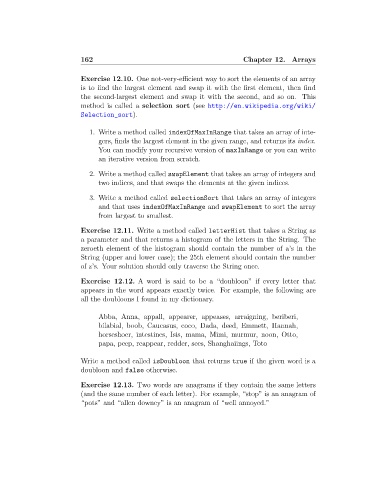 162 Chapter 12. Arrays
Exercise 12.10. One not-very-efficient way to sort the elements of an array
is to find the largest element and swap it with the first element, then find
the second-largest element and swap it with the second, and so on. This
method is called a selection sort (see http://en.wikipedia.org/wiki/
Selection_sort).
1. Write a method called indexOfMaxInRange that takes an array of inte-
gers, finds the largest element in the given range, and returns its index.
You can modify your recursive version of maxInRange or you can write
an iterative version from scratch.
2. Write a method called swapElement that takes an array of integers and
two indices, and that swaps the elements at the given indices.
3. Write a method called selectionSort that takes an array of integers
and that uses indexOfMaxInRange and swapElement to sort the array
from largest to smallest.
Exercise 12.11. Write a method called letterHist that takes a String as
a parameter and that returns a histogram of the letters in the String. The
zeroeth element of the histogram should contain the number of a's in the
String (upper and lower case); the 25th element should contain the number
of z's. Your solution should only traverse the String once.
Exercise 12.12. A word is said to be a "doubloon" if every letter that
appears in the word appears exactly twice. For example, the following are
all the doubloons I found in my dictionary.
Abba, Anna, appall, appearer, appeases, arraigning, beriberi,
bilabial, boob, Caucasus, coco, Dada, deed, Emmett, Hannah,
horseshoer, intestines, Isis, mama, Mimi, murmur, noon, Otto,
papa, peep, reappear, redder, sees, Shanghaiings, Toto
Write a method called isDoubloon that returns true if the given word is a
doubloon and false otherwise.
Exercise 12.13. Two words are anagrams if they contain the same letters
(and the same number of each letter). For example, "stop" is an anagram of
"pots" and "allen downey" is an anagram of "well annoyed."